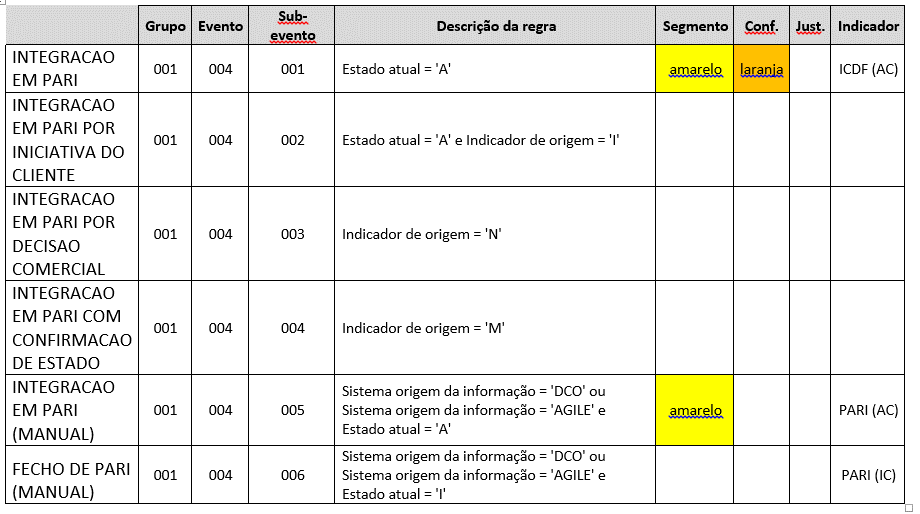 Grupo Evento Sub-evento Descrição da regra Segmento Conf. Just. Indicador
INTEGRACAO
EM PARI
001 004 001 Estado atual = 'A' amarelo laranja ICDF (AC)
INTEGRACAO
EM PARI POR
INICIATIVA DO
CLIENTE
001 004 002 Estado atual = 'A' e Indicador de origem = 'I'
INTEGRACAO
EM PARI POR
DECISAO
COMERCIAL
001 004 003 Indicador de origem = 'N'
INTEGRACAO
EM PARI COM
CONFIRMACAO
DE ESTADO
001 004 004 Indicador de origem = 'M'
INTEGRACAO
EM PARI
(MANUAL)
001 004 005
Sistema origem da informação = 'DCO' ou
Sistema origem da informação = 'AGILE' e
Estado atual = 'A'
amarelo PARI (AC)
FECHO DE PARI
(MANUAL)
001 004 006
Sistema origem da informação = 'DCO' ou
Sistema origem da informação = 'AGILE' e
Estado atual = 'I'
PARI (IC)